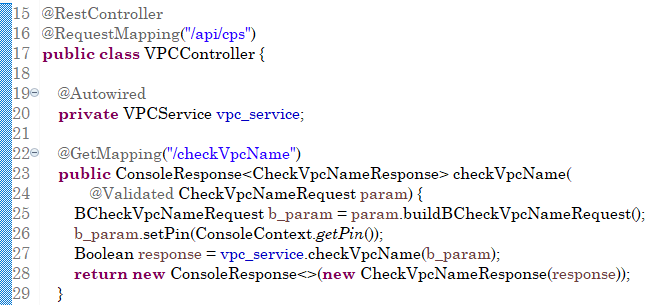 15 @RestController
16 @RequestMapping("/api/cps")
17 public class VPCController {
18
19 @Autowired
20 private VPCService vpc_service;
21
22 @GetMapping("/checkVpcName")
23 public ConsoleResponse<CheckVpcNameResponse> checkVpcName(
24 @Validated CheckVpcNameRequest param) {
25 BCheckVpcNameRequest b_param = param.buildBCheckVpcNameRequest();
26 b_param.setPin(ConsoleContext.getPin());
27 Boolean response = vpc_service.checkVpcName(b_param);
28 return new ConsoleResponse<>(new CheckVpcNameResponse(response));
29 }